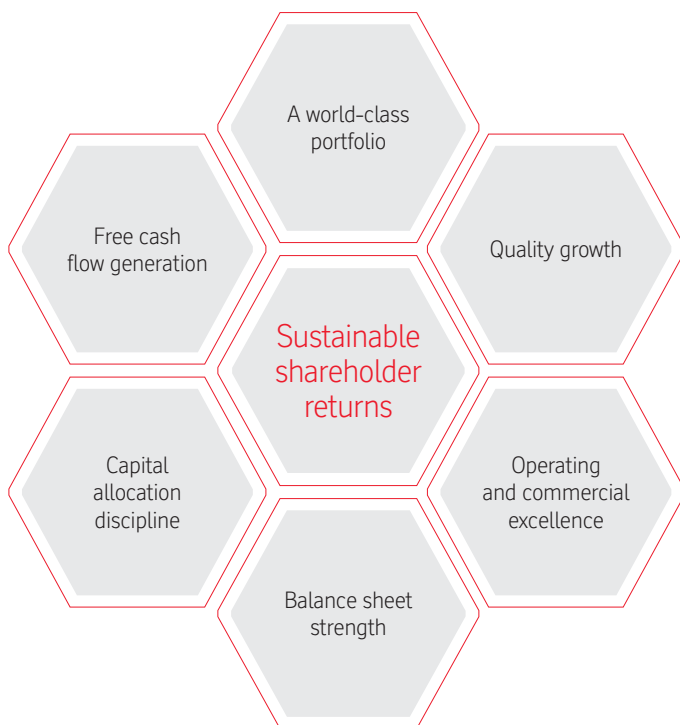 A world-class
portfolio
Free cash
flow generation
Quality growth
Sustainable
shareholder
returns
Capital
allocation
discipline
Operating
and commercial
excellence
Balance sheet
strength